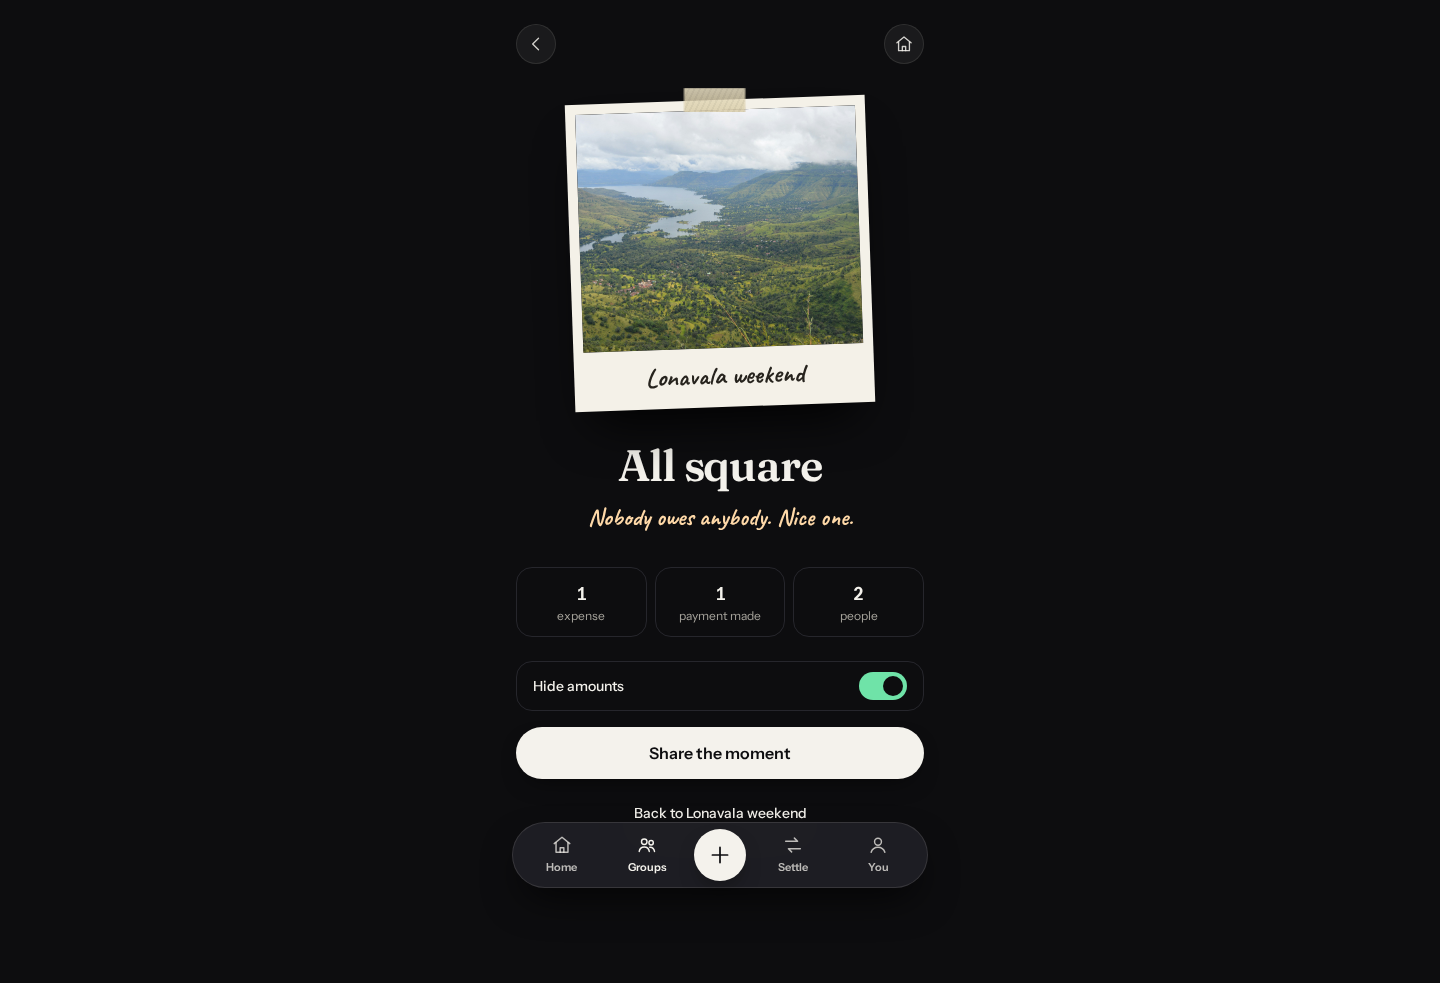 Lonavala weekend
All square
Nobody owes anybody. Nice one.
1
expense
1
payment made
2
people
Hide amounts
Share the moment
Back to Lonavala weekend
Home
Groups
Settle
You